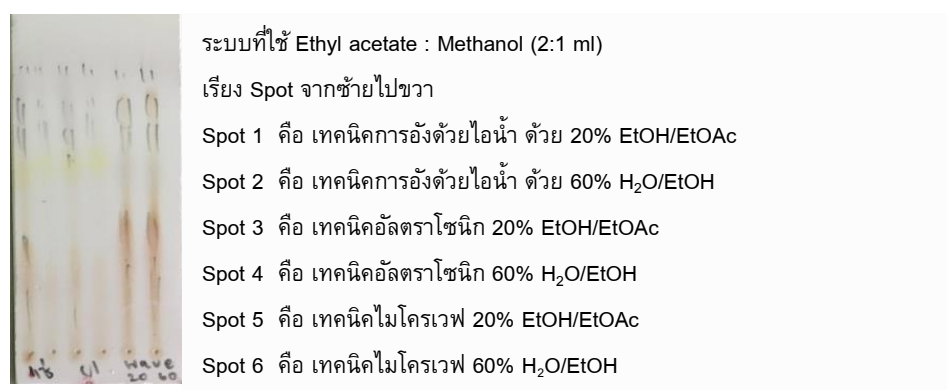 ระบบที่ใช้ Ethyl acetate : Methanol (2:1 ml)
เรียง Spot จากซ้ายไปขวา
Spot 1 คือ เทคนิคการอังด้วยไอน้ำ ด้วย 20% EtOH/EtOAc
Spot 2 คือ เทคนิคการอังด้วยไอน้ำ ด้วย 60% H₂O/EtOH
Spot 3 คือ เทคนิคอัลตราโซนิก 20% EtOH/EtOAc
Spot 4 คือ เทคนิคอัลตราโซนิก 60% H₂O/EtOH
Spot 5 คือ เทคนิคไมโครเวฟ 20% EtOH/EtOAc
Spot 6 คือ เทคนิคไมโครเวฟ 60% H₂O/EtOH
wave
20 60